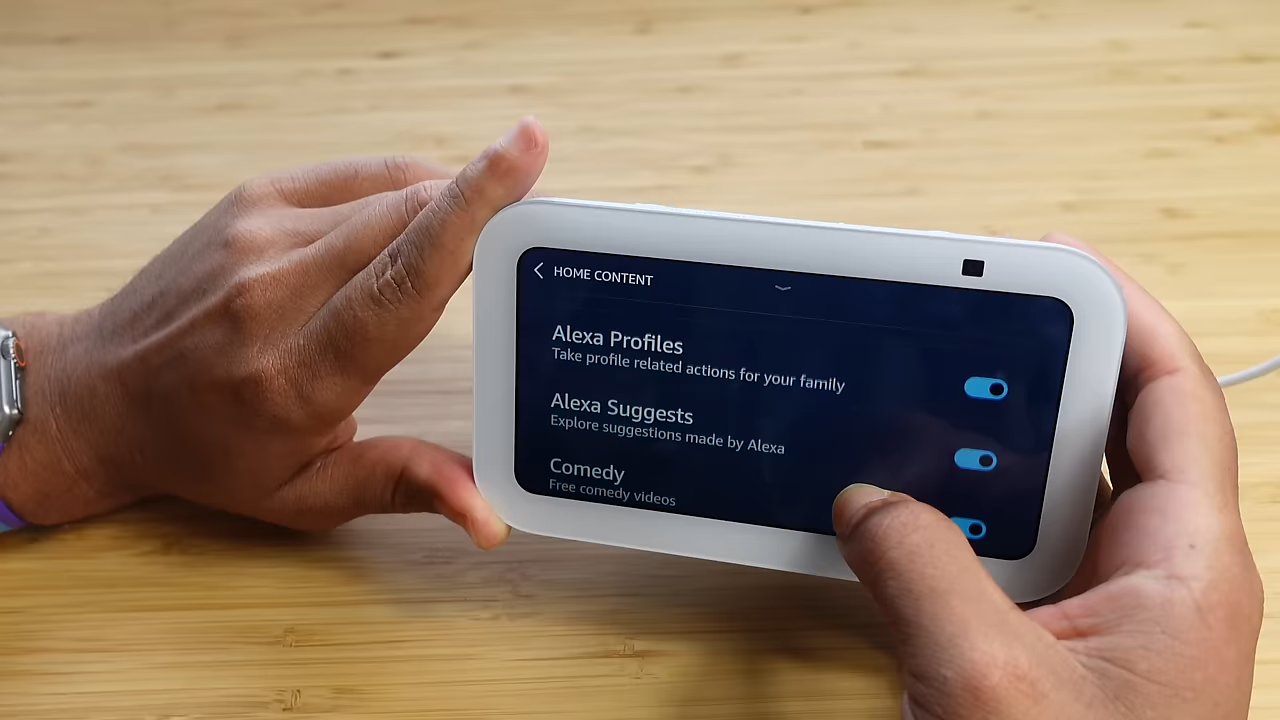 HOME CONTENT
Alexa Profiles
Take profile related actions for your family
Alexa Suggests
Explore suggestions made by Alexa
Comedy
Free comedy videos